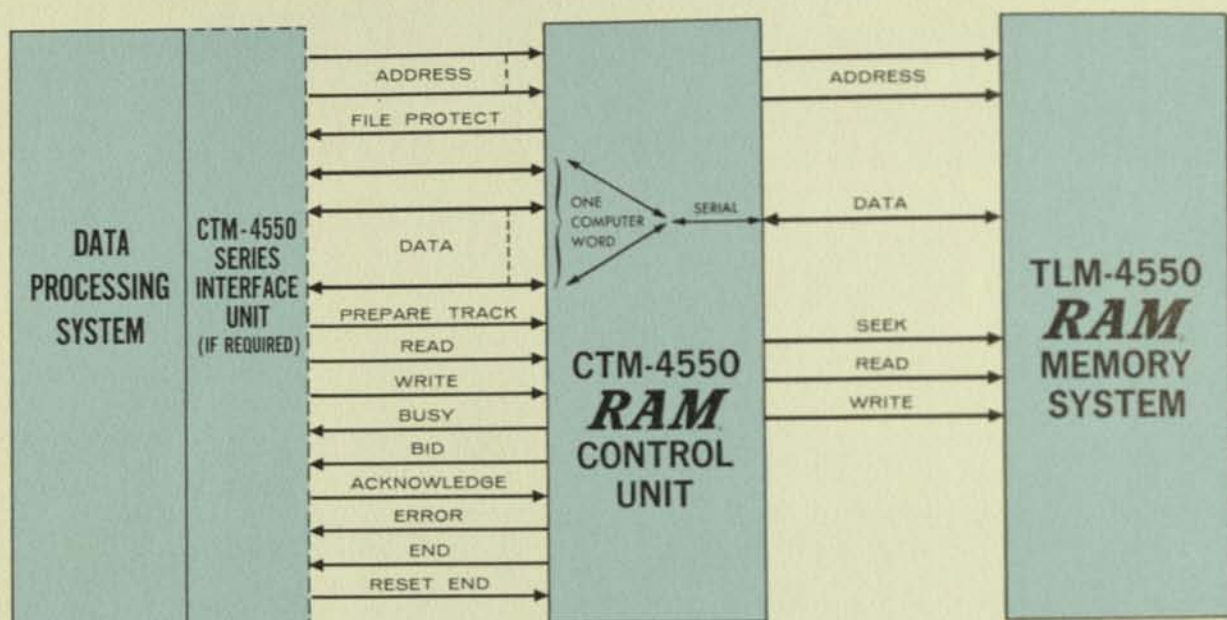 DATA
PROCESSING
SYSTEM
CTM-4550
SERIES
INTERFACE
UNIT
(IF REQUIRED)
ADDRESS
FILE PROTECT
DATA
PREPARE TRACK
READ
WRITE
BUSY
BID
ACKNOWLEDGE
ERROR
END
RESET END
ONE
COMPUTER
WORD
SERIAL
CTM-4550
RAM
CONTROL
UNIT
ADDRESS
DATA
SEEK
READ
WRITE
TLM-4550
RAM
MEMORY
SYSTEM